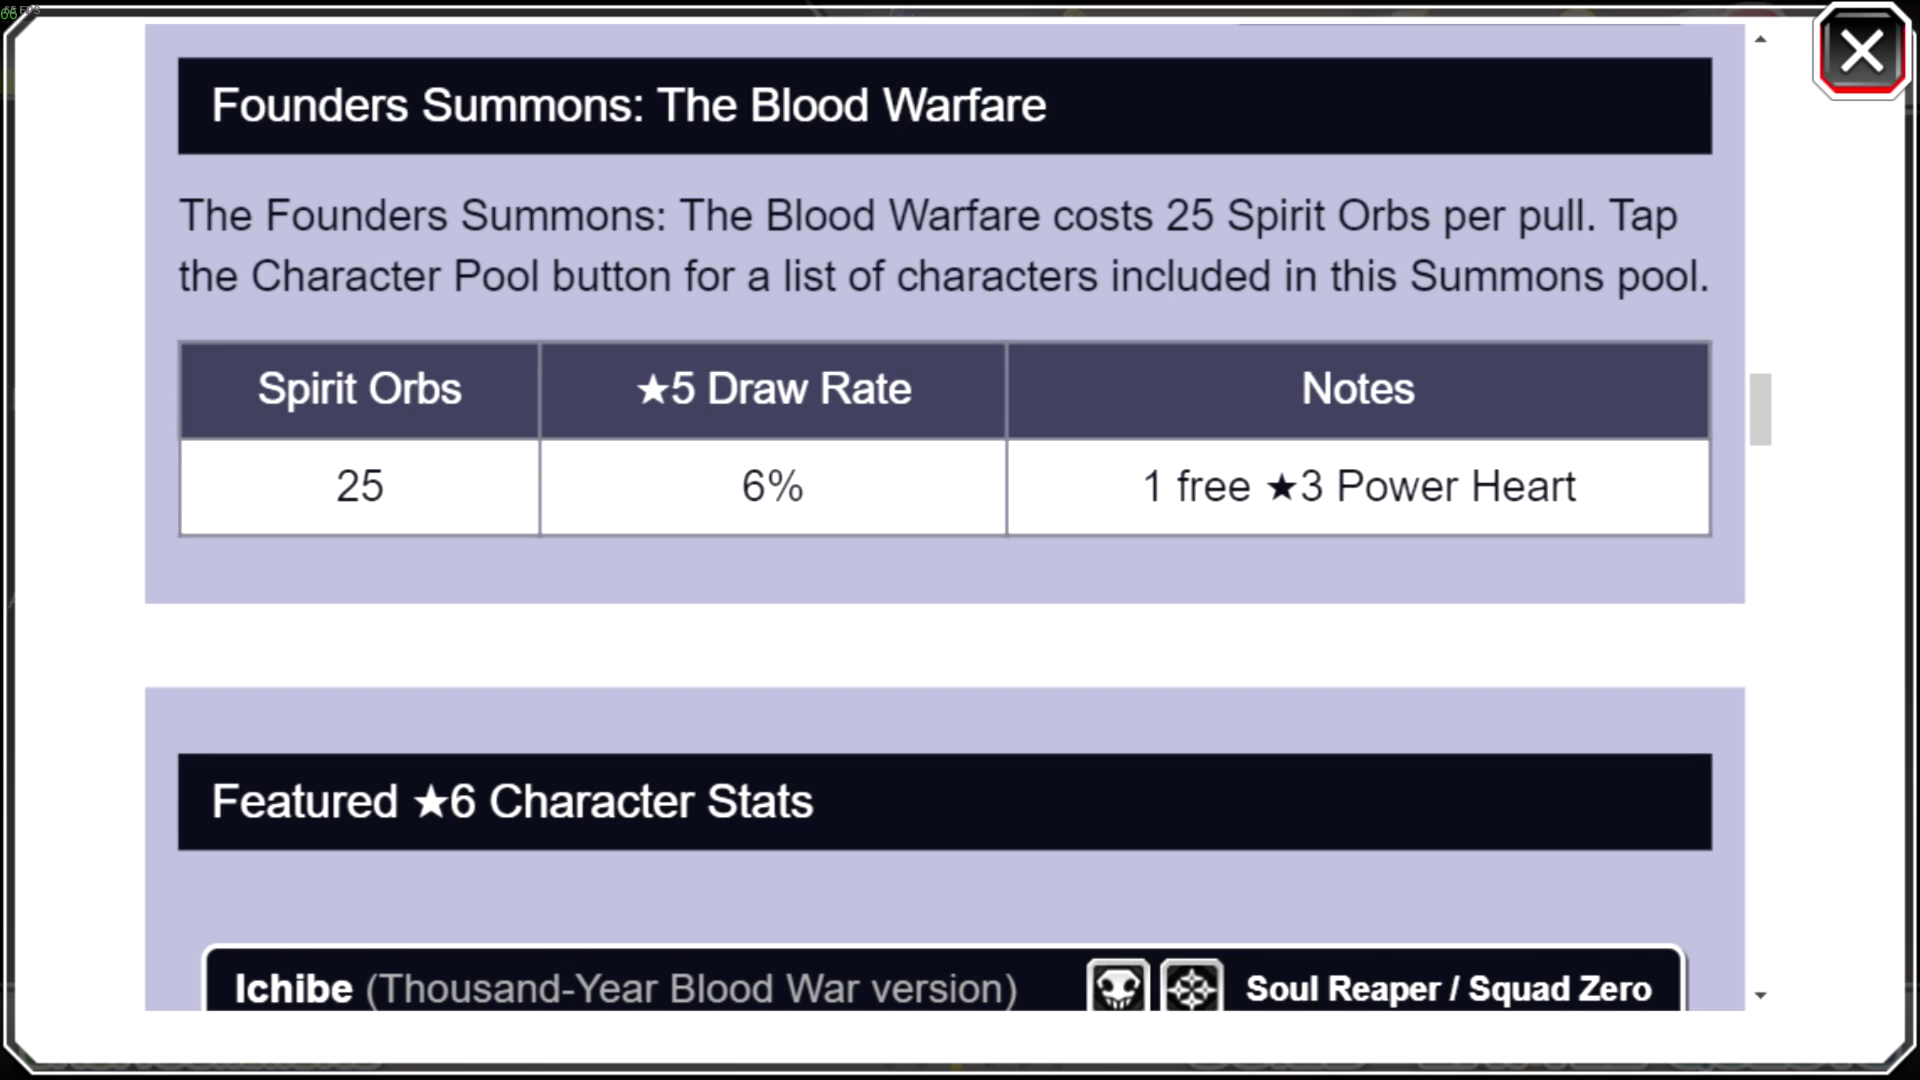 Founders Summons: The Blood Warfare
The Founders Summons: The Blood Warfare costs 25 Spirit Orbs per pull. Tap
the Character Pool button for a list of characters included in this Summons pool.
Spirit Orbs ★5 Draw Rate Notes
25 6% 1 free ★3 Power Heart
Featured ★6 Character Stats
Ichibe (Thousand-Year Blood War version) Soul Reaper / Squad Zero